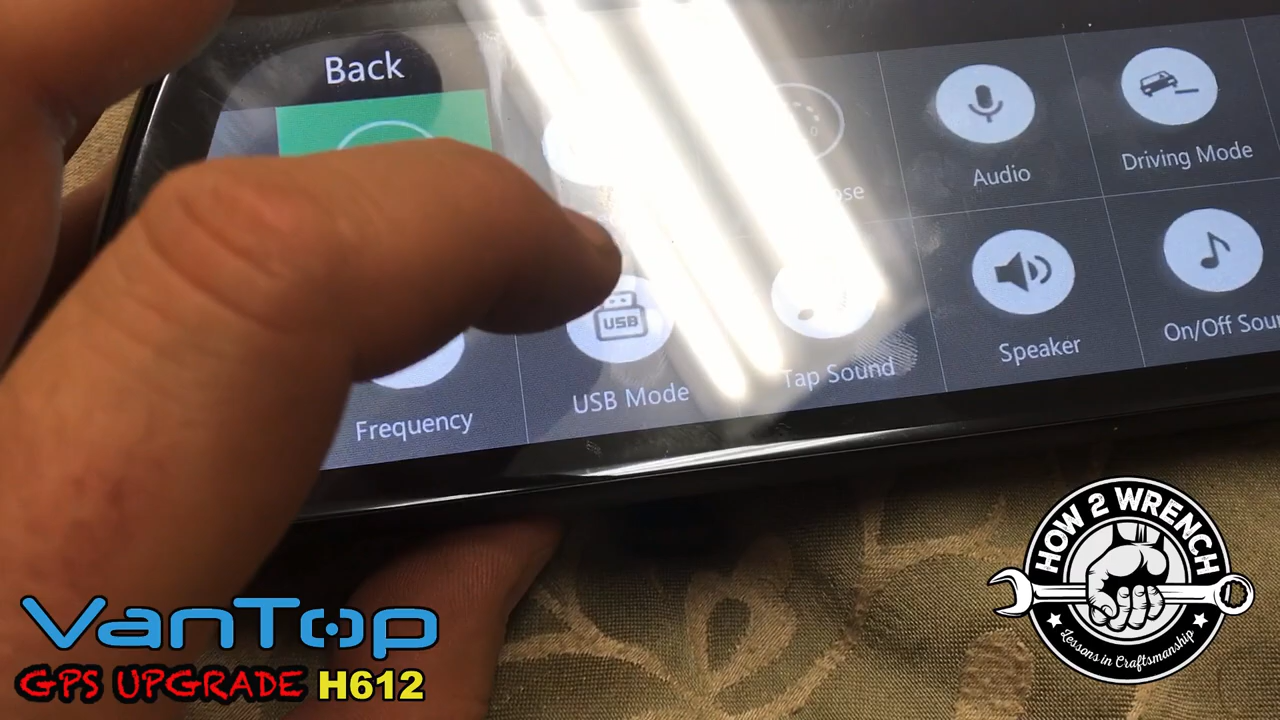 Back
Audio
Driving Mode
USB
Frequency
USB Mode
Tap Sound
Speaker
On/Off Sou
VanTop
GPS UPGRADE H612
HOW 2 WRENCH
Lessons in Craftsmanship